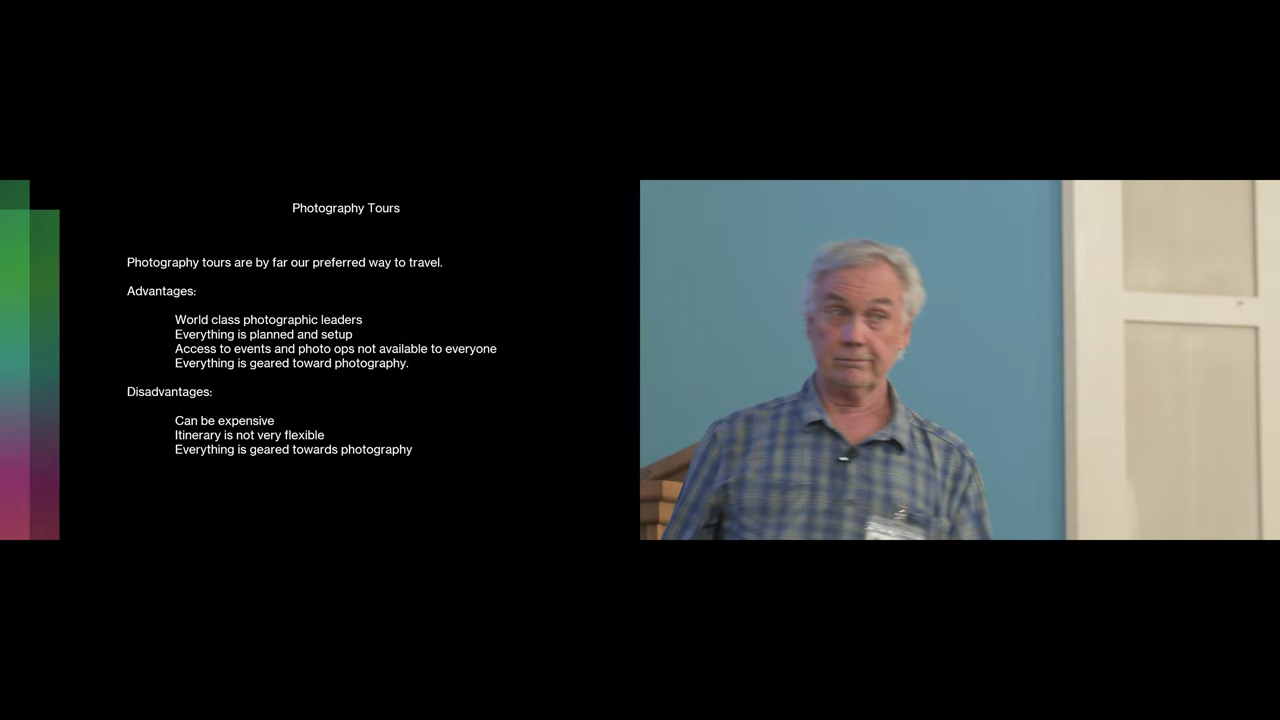 Photography Tours
Photography tours are by far our preferred way to travel.
Advantages:
World class photographic leaders
Everything is planned and setup
Access to events and photo ops not available to everyone
Everything is geared toward photography.
Disadvantages:
Can be expensive
Itinerary is not very flexible
Everything is geared towards photography